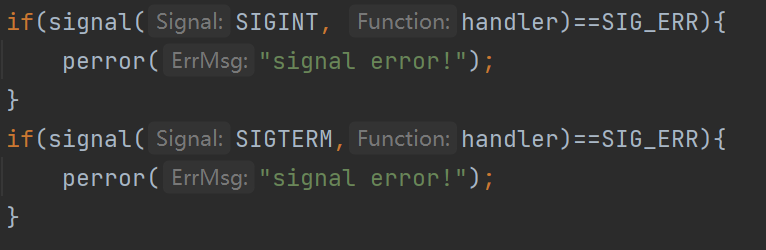 if(signal( Signal: SIGINT, Function: handler)==SIG_ERR){
perror( ErrMsg: "signal error!");
}
if(signal( Signal: SIGTERM, Function: handler)==SIG_ERR){
perror( ErrMsg: "signal error!");
}